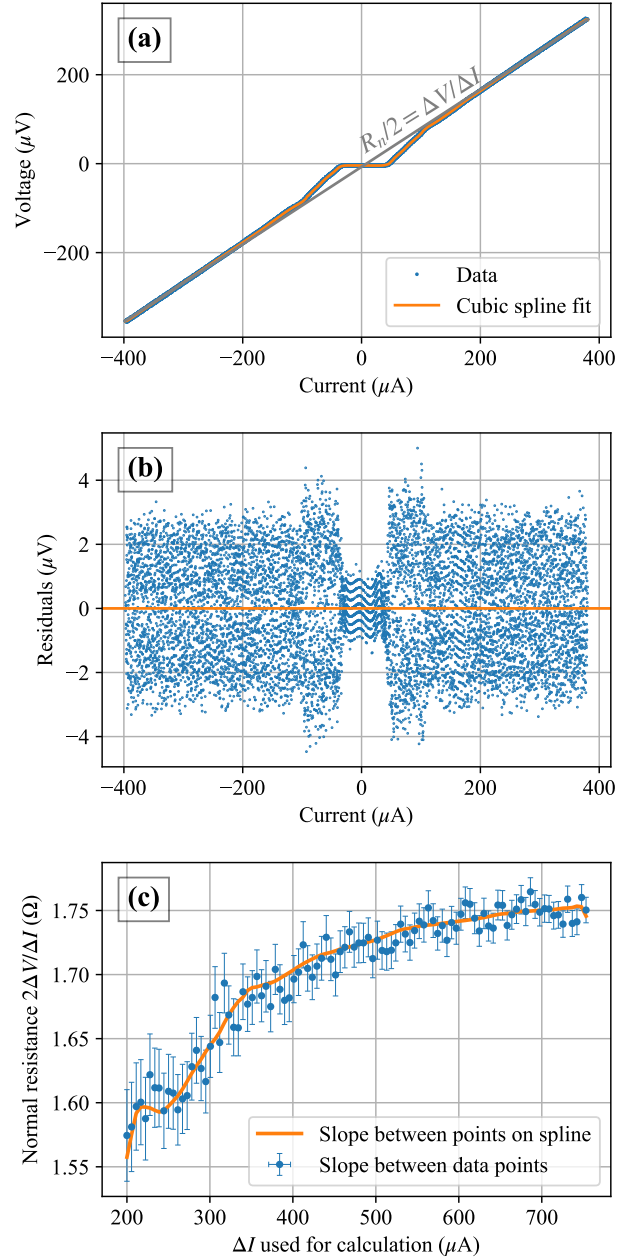 (a)
200
0
−200
Voltage (µV)
R_n/2 = ΔV/ΔI
Data
Cubic spline fit
−400 −200 0 200 400
Current (µA)
(b)
4
2
0
−2
−4
Residuals (µV)
−400 −200 0 200 400
Current (µA)
(c)
1.75
1.70
1.65
1.60
1.55
Normal resistance 2ΔV/ΔI (Ω)
Slope between points on spline
Slope between data points
200 300 400 500 600 700
ΔI used for calculation (µA)